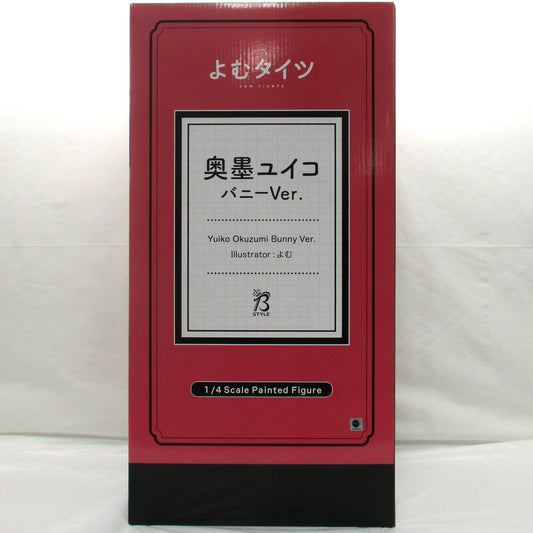 よむタイツ
YOM TIGHTS
奥墨ユイコ
バニーVer.
Yuiko Okuzumi Bunny Ver.
Illustrator : よむ
B
STYLE
1/4 Scale Painted Figure